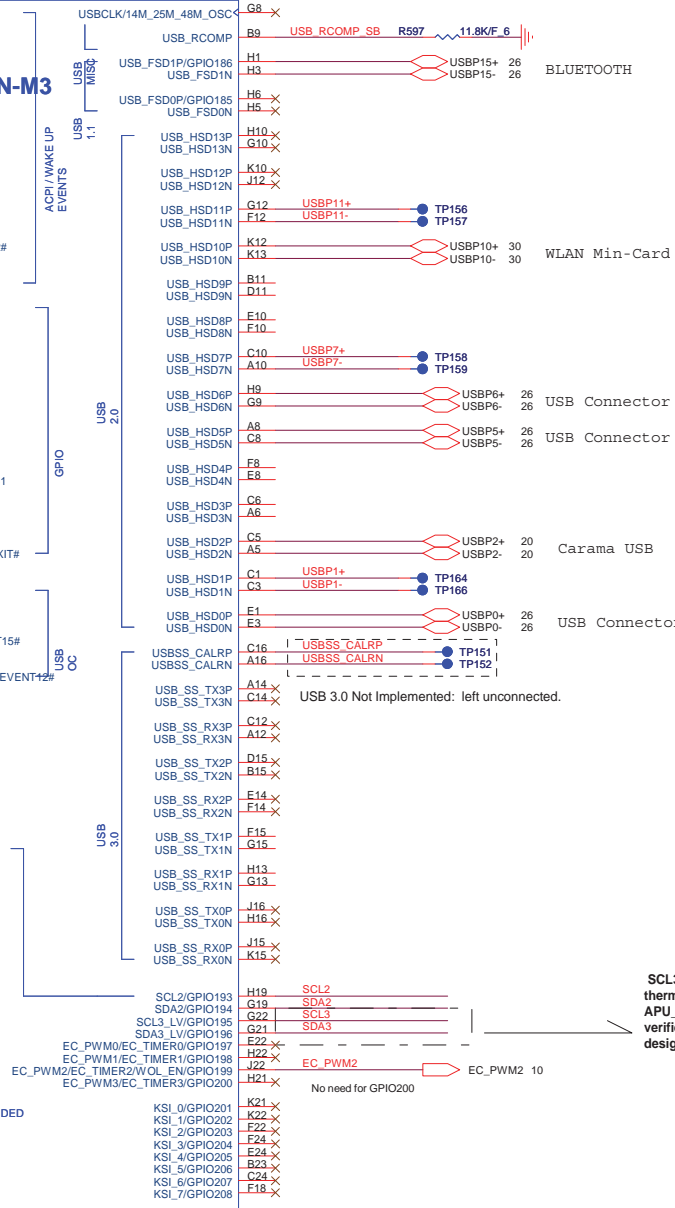 USBCLK/14M_25M_48M_OSC G8
USB_RCOMP B9 USB_RCOMP_SB R597 11.8K/F_6
USB MISC
USB_FSD1P/GPIO186 H1 USBP15+ 26
USB_FSD1N H3 USBP15- 26
BLUETOOTH
N-M3
USB_FSD0P/GPIO185 H6
USB_FSD0N H5
USB 1.1
USB_HSD13P H10
USB_HSD13N G10
ACPI / WAKE UP EVENTS
USB_HSD12P K10
USB_HSD12N J12
USB_HSD11P G12 USBP11+ TP156
USB_HSD11N F12 USBP11- TP157
#
USB_HSD10P K12 USBP10+ 30
USB_HSD10N K13 USBP10- 30
WLAN Min-Card
USB_HSD9P B11
USB_HSD9N D11
USB_HSD8P E10
USB_HSD8N F10
USB_HSD7P C10 USBP7+ TP158
USB_HSD7N A10 USBP7- TP159
USB_HSD6P H9 USBP6+ 26
USB_HSD6N G9 USBP6- 26
USB Connector
USB 2.0
USB_HSD5P A8 USBP5+ 26
USB_HSD5N C8 USBP5- 26
USB Connector
GPIO
USB_HSD4P F8
USB_HSD4N E8
1
USB_HSD3P C6
USB_HSD3N A6
USB_HSD2P C5 USBP2+ 20
USB_HSD2N A5 USBP2- 20
Carama USB
XIT#
USB_HSD1P C1 USBP1+ TP164
USB_HSD1N C3 USBP1- TP166
USB_HSD0P E1 USBP0+ 26
USB_HSD0N E3 USBP0- 26
USB Connector
T15#
USB OC
EVENT12#
USBSS_CALRP C16 USBSS_CALRP TP151
USBSS_CALRN A16 USBSS_CALRN TP152
USB_SS_TX3P A14
USB_SS_TX3N C14
USB 3.0 Not Implemented: left unconnected.
USB_SS_RX3P C12
USB_SS_RX3N A12
USB_SS_TX2P D15
USB_SS_TX2N B15
USB_SS_RX2P E14
USB_SS_RX2N F14
USB 3.0
USB_SS_TX1P F15
USB_SS_TX1N G15
USB_SS_RX1P H13
USB_SS_RX1N G13
USB_SS_TX0P J16
USB_SS_TX0N H16
USB_SS_RX0P J15
USB_SS_RX0N K15
SCL2/GPIO193 H19 SCL2
SDA2/GPIO194 G19 SDA2
SCL3_LV/GPIO195 G22 SCL3
SDA3_LV/GPIO196 G21 SDA3
EC_PWM0/EC_TIMER0/GPIO197 E22
EC_PWM1/EC_TIMER1/GPIO198 H22
EC_PWM2/EC_TIMER2/WOL_EN/GPIO199 J22 EC_PWM2 EC_PWM2 10
EC_PWM3/EC_TIMER3/GPIO200 H21
No need for GPIO200
SCL3
therm
APU_
verifi
desig
DED
KSI_0/GPIO201 K21
KSI_1/GPIO202 K22
KSI_2/GPIO203 F22
KSI_3/GPIO204 F24
KSI_4/GPIO205 E24
KSI_5/GPIO206 B23
KSI_6/GPIO207 C24
KSI_7/GPIO208 F18